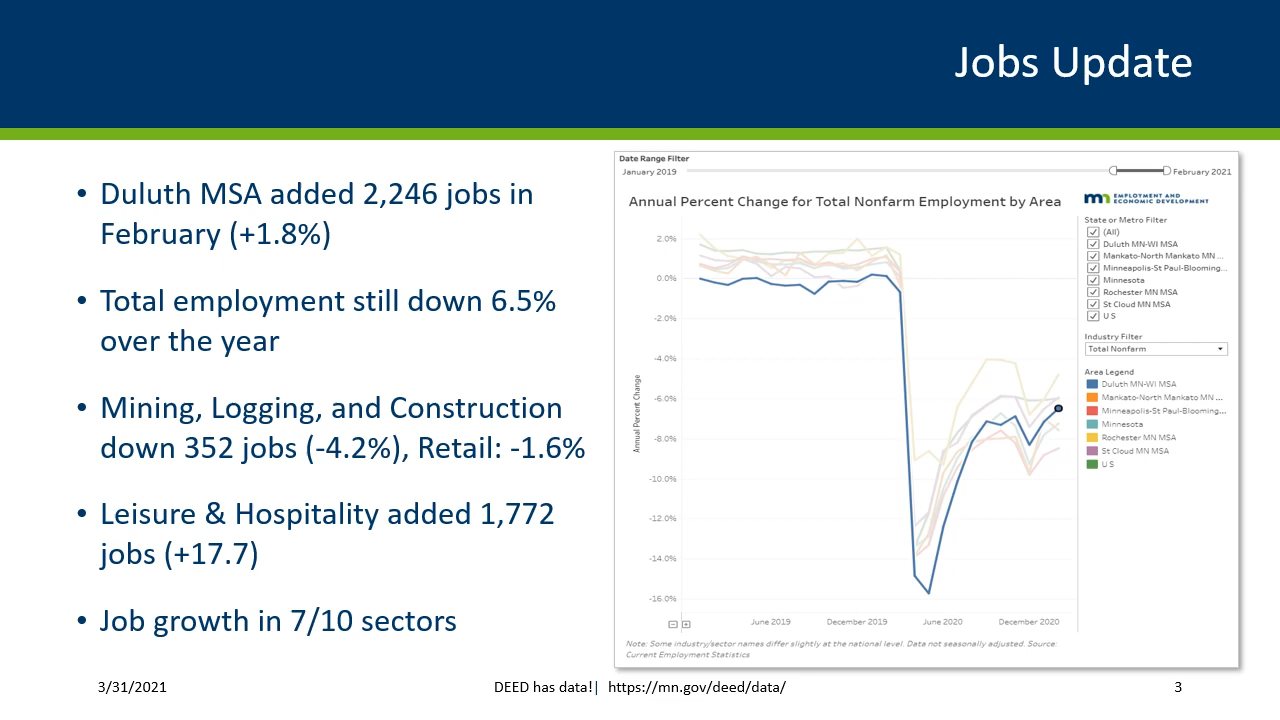 Jobs Update
• Duluth MSA added 2,246 jobs in
February (+1.8%)
• Total employment still down 6.5%
over the year
• Mining, Logging, and Construction
down 352 jobs (-4.2%), Retail: -1.6%
• Leisure & Hospitality added 1,772
jobs (+17.7)
• Job growth in 7/10 sectors
Date Range Filter
January 2019
February 2021
Annual Percent Change for Total Nonfarm Employment by Area
mn EMPLOYMENT AND
ECONOMIC DEVELOPMENT
2.0%
0.0%
-2.0%
-4.0%
-6.0%
-8.0%
-10.0%
-12.0%
-14.0%
-16.0%
Annual Percent Change
June 2019
December 2019
June 2020
December 2020
State or Metro Filter
(All)
Duluth MN-WI MSA
Mankato-North Mankato MN ...
Minneapolis-St Paul-Blooming...
Minnesota
Rochester MN MSA
St Cloud MN MSA
U S
Industry Filter
Total Nonfarm
Area Legend
Duluth MN-WI MSA
Mankato-North Mankato MN ...
Minneapolis-St Paul-Blooming...
Minnesota
Rochester MN MSA
St Cloud MN MSA
U S
Note: Some industry/sector names differ slightly at the national level. Data not seasonally adjusted. Source:
Current Employment Statistics
3/31/2021
DEED has data!| https://mn.gov/deed/data/
3